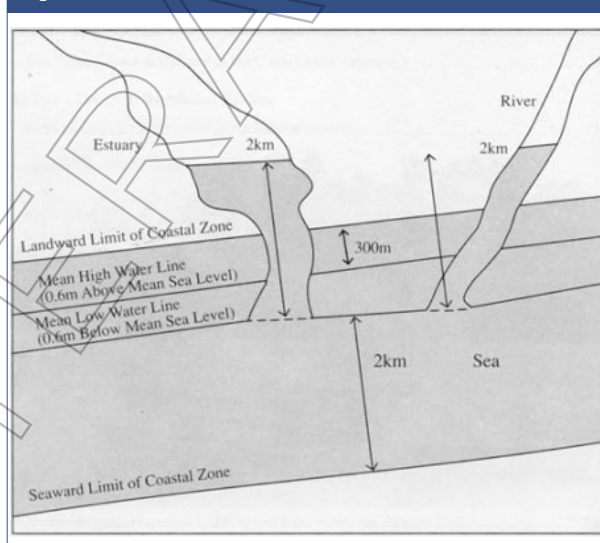 River
Estuary
2km
2km
Landward Limit of Coastal Zone
300m
Mean High Water Line
(0.6m Above Mean Sea Level)
Mean Low Water Line
(0.6m Below Mean Sea Level)
2km
Sea
Seaward Limit of Coastal Zone